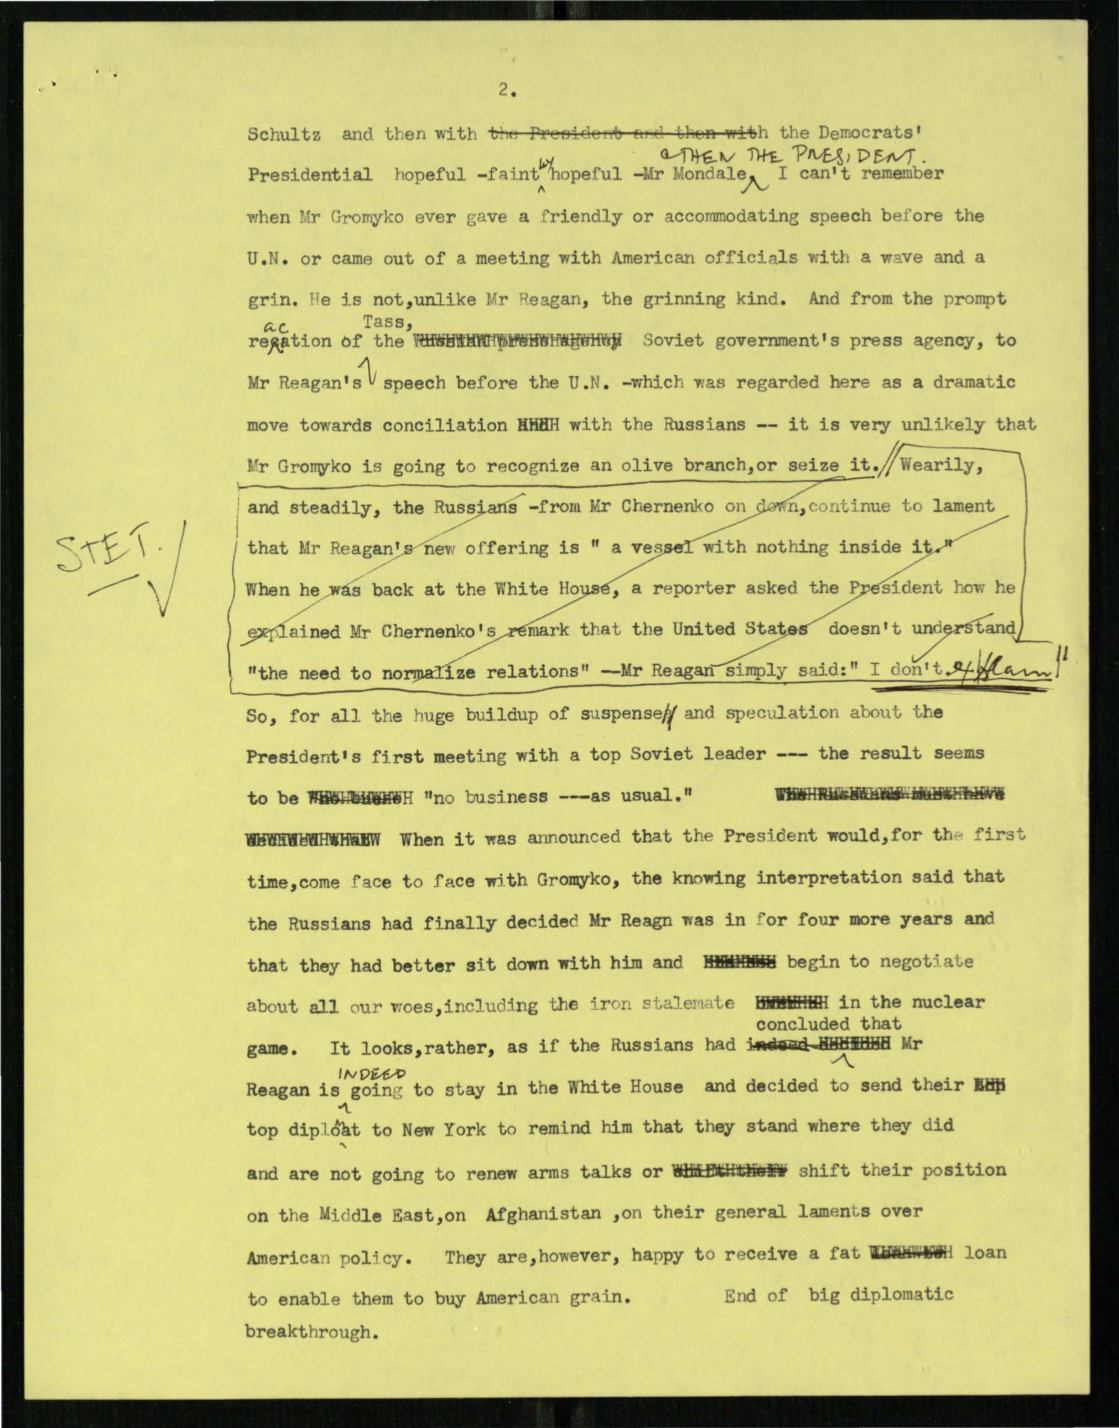 2.
Schultz and then with the President and then with the Democrats'
& THEN THE PRESIDENT.
Presidential hopeful -faintly hopeful -Mr Mondale, I can't remember
when Mr Gromyko ever gave a friendly or accommodating speech before the
U.N. or came out of a meeting with American officials with a wave and a
grin. He is not,unlike Mr Reagan, the grinning kind. And from the prompt
ac Tass,
reation of the Soviet government's press agency, to
Mr Reagan's speech before the U.N. -which was regarded here as a dramatic
move towards conciliation with the Russians -- it is very unlikely that
Mr Gromyko is going to recognize an olive branch,or seize it.// Wearily,
and steadily, the Russians -from Mr Chernenko on down,continue to lament
STET.
that Mr Reagan's new offering is " a vessel with nothing inside it."
When he was back at the White House, a reporter asked the President how he
explained Mr Chernenko's remark that the United States doesn't understand
"the need to normalize relations" --Mr Reagan simply said:" I don't explain"
So, for all the huge buildup of suspense and speculation about the
President's first meeting with a top Soviet leader --- the result seems
to be "no business ---as usual."
When it was announced that the President would,for the first
time,come face to face with Gromyko, the knowing interpretation said that
the Russians had finally decided Mr Reagn was in for four more years and
that they had better sit down with him and begin to negotiate
about all our woes,including the iron stalemate in the nuclear
concluded that
game. It looks,rather, as if the Russians had indeed Mr
INDEED
Reagan is going to stay in the White House and decided to send their
top diploat to New York to remind him that they stand where they did
and are not going to renew arms talks or shift their position
on the Middle East,on Afghanistan ,on their general laments over
American policy. They are,however, happy to receive a fat loan
to enable them to buy American grain. End of big diplomatic
breakthrough.